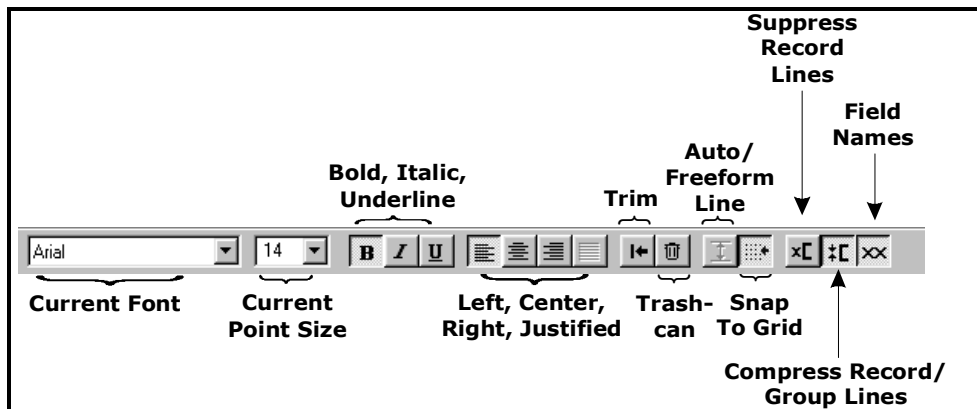 Suppress
Record
Lines
Field
Names
Auto/
Freeform
Line
Bold, Italic,
Underline
Trim
Arial
14
B I U
Current Font
Current
Point Size
Left, Center,
Right, Justified
Trash-
can
Snap
To Grid
Compress Record/
Group Lines